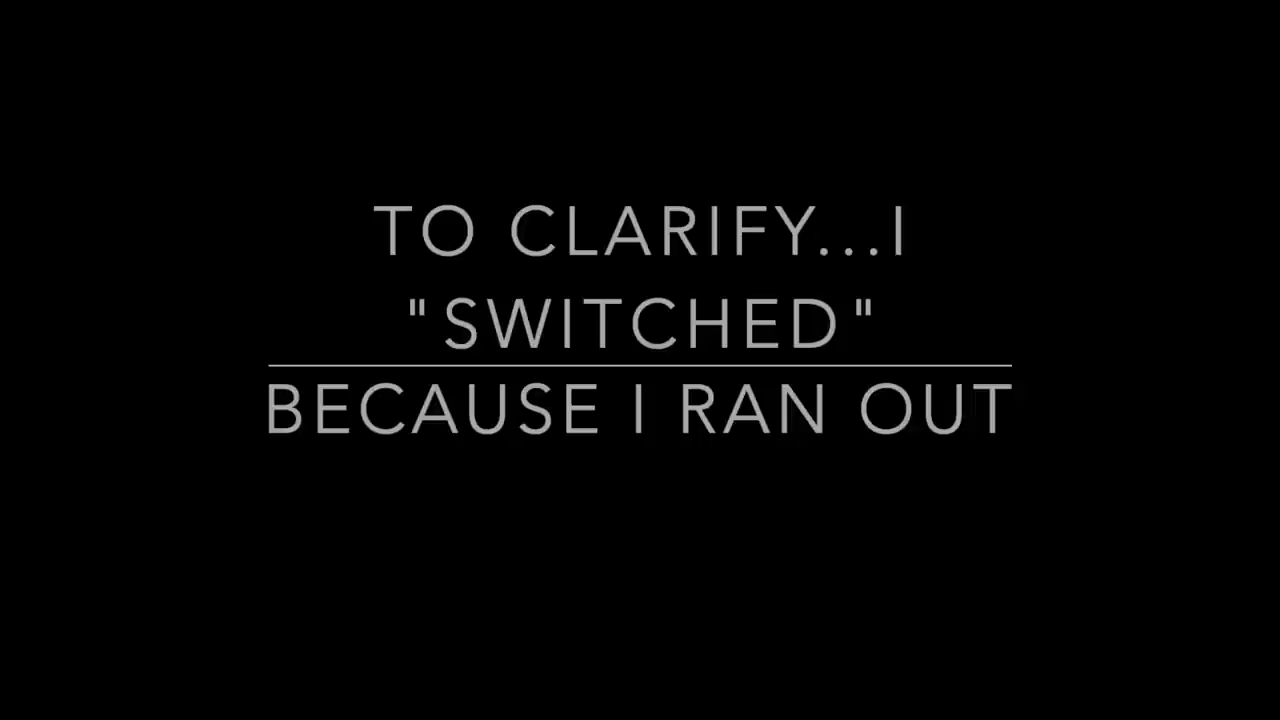 TO CLARIFY...I
"SWITCHED"
BECAUSE I RAN OUT